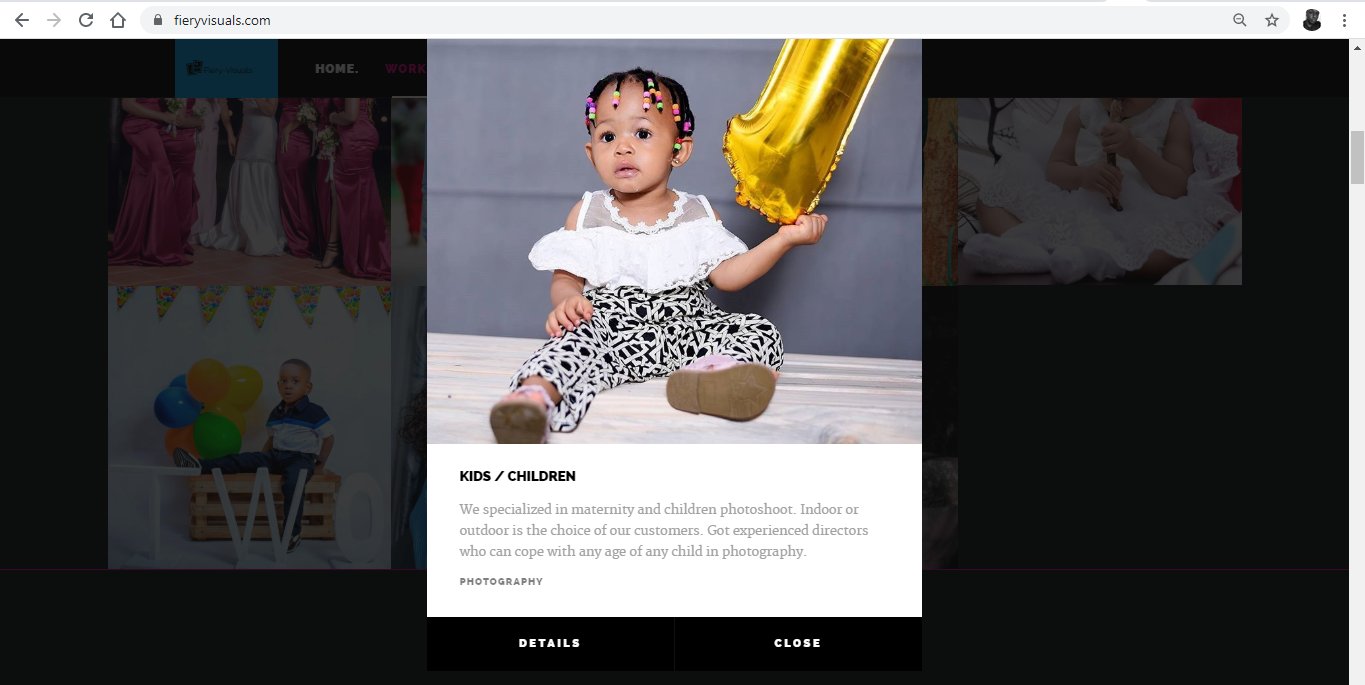 fieryvisuals.com
Fiery-Visuals
HOME. WORK
TWO
KIDS / CHILDREN
We specialized in maternity and children photoshoot. Indoor or
outdoor is the choice of our customers. Got experienced directors
who can cope with any age of any child in photography.
PHOTOGRAPHY
DETAILS CLOSE